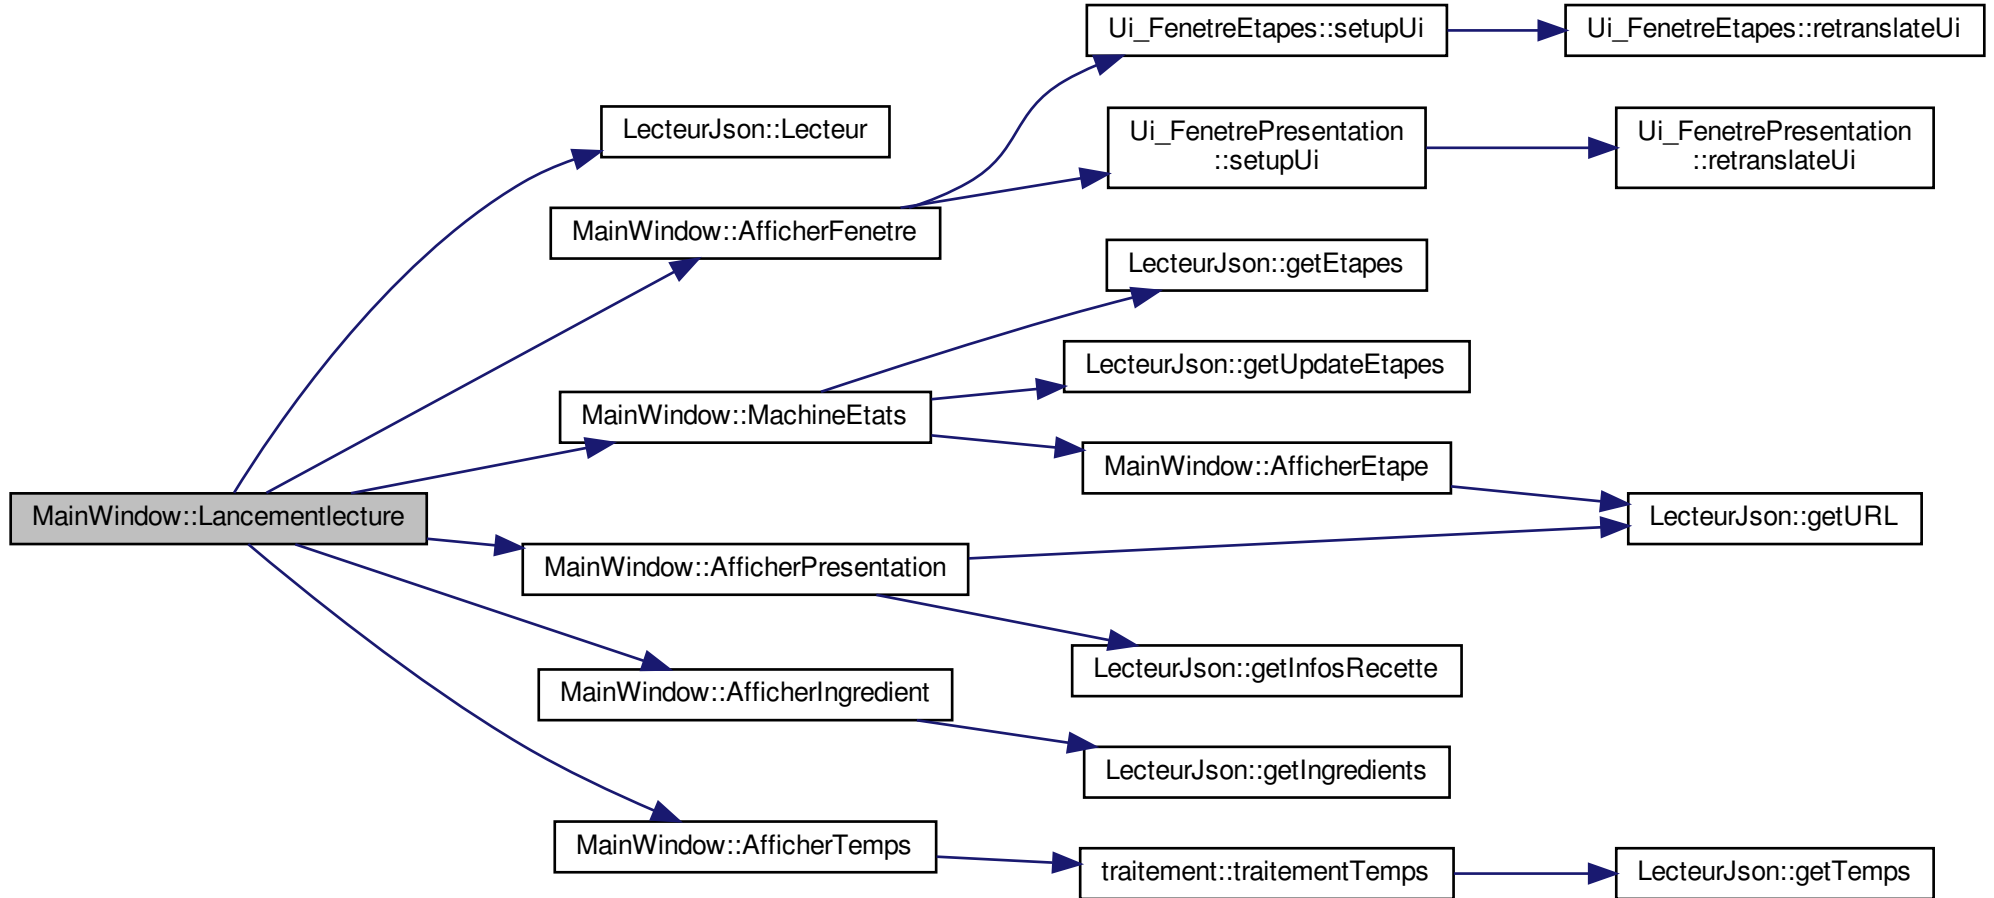 Ui_FenetreEtapes::setupUi
Ui_FenetreEtapes::retranslateUi
LecteurJson::Lecteur
Ui_FenetrePresentation
::setupUi
Ui_FenetrePresentation
::retranslateUi
MainWindow::AfficherFenetre
LecteurJson::getEtapes
LecteurJson::getUpdateEtapes
MainWindow::MachineEtats
MainWindow::AfficherEtape
MainWindow::Lancementlecture
LecteurJson::getURL
MainWindow::AfficherPresentation
LecteurJson::getInfosRecette
MainWindow::AfficherIngredient
LecteurJson::getIngredients
MainWindow::AfficherTemps
traitement::traitementTemps
LecteurJson::getTemps